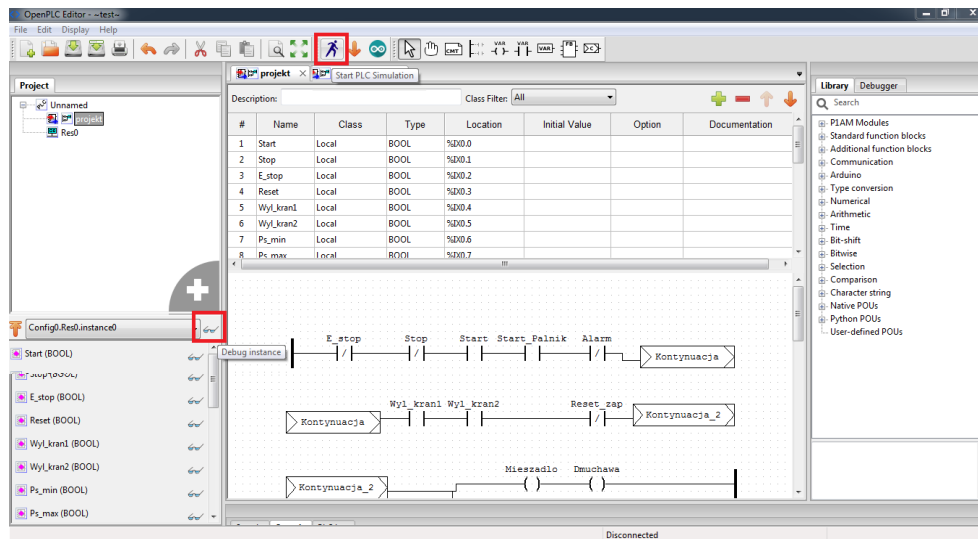 OpenPLC Editor - ~test~
File Edit Display Help
CMT VAR VAR VAR FB
projekt
Start PLC Simulation
Project
Unnamed
projekt
Res0
Description:
Class Filter: All
# Name Class Type Location Initial Value Option Documentation
1 Start Local BOOL %IX0.0
2 Stop Local BOOL %IX0.1
3 E_stop Local BOOL %IX0.2
4 Reset Local BOOL %IX0.3
5 Wyl_kran1 Local BOOL %IX0.4
6 Wyl_kran2 Local BOOL %IX0.5
7 Ps_min Local BOOL %IX0.6
8 Ps_max Local BOOL %IX0.7
Config0.Res0.instance0
Debug instance
Start (BOOL)
Stop (BOOL)
E_stop (BOOL)
Reset (BOOL)
Wyl_kran1 (BOOL)
Wyl_kran2 (BOOL)
Ps_min (BOOL)
Ps_max (BOOL)
E_stop Stop Start Start_Palnik Alarm
Kontynuacja
Wyl_kran1 Wyl_kran2 Reset_zap
Kontynuacja Kontynuacja_2
Mieszadlo Dmuchawa
Kontynuacja_2
Library Debugger
Search
P1AM Modules
Standard function blocks
Additional function blocks
Communication
Arduino
Type conversion
Numerical
Arithmetic
Time
Bit-shift
Bitwise
Selection
Comparison
Character string
Native POUs
Python POUs
User-defined POUs
Disconnected